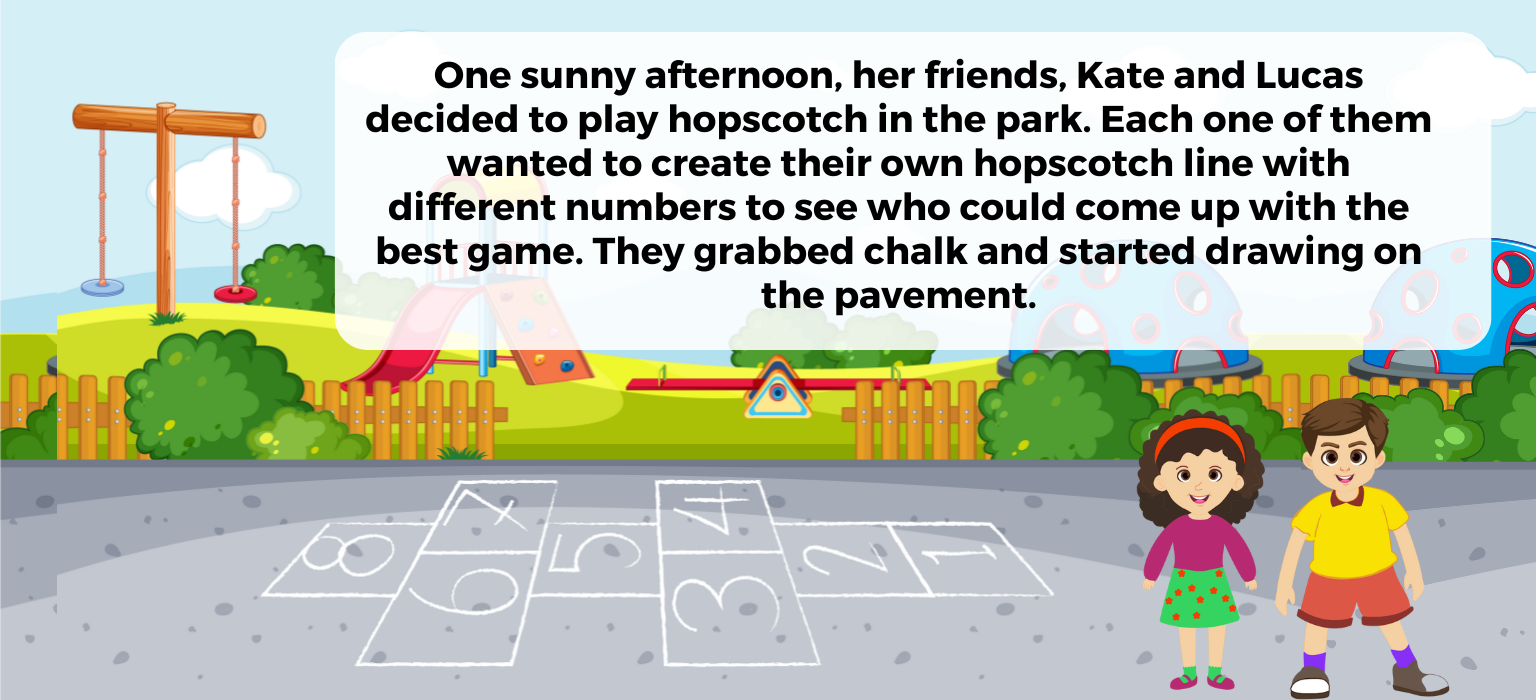 One sunny afternoon, her friends, Kate and Lucas
decided to play hopscotch in the park. Each one of them
wanted to create their own hopscotch line with
different numbers to see who could come up with the
best game. They grabbed chalk and started drawing on
the pavement.
7 4
8 5 2 1
6 3